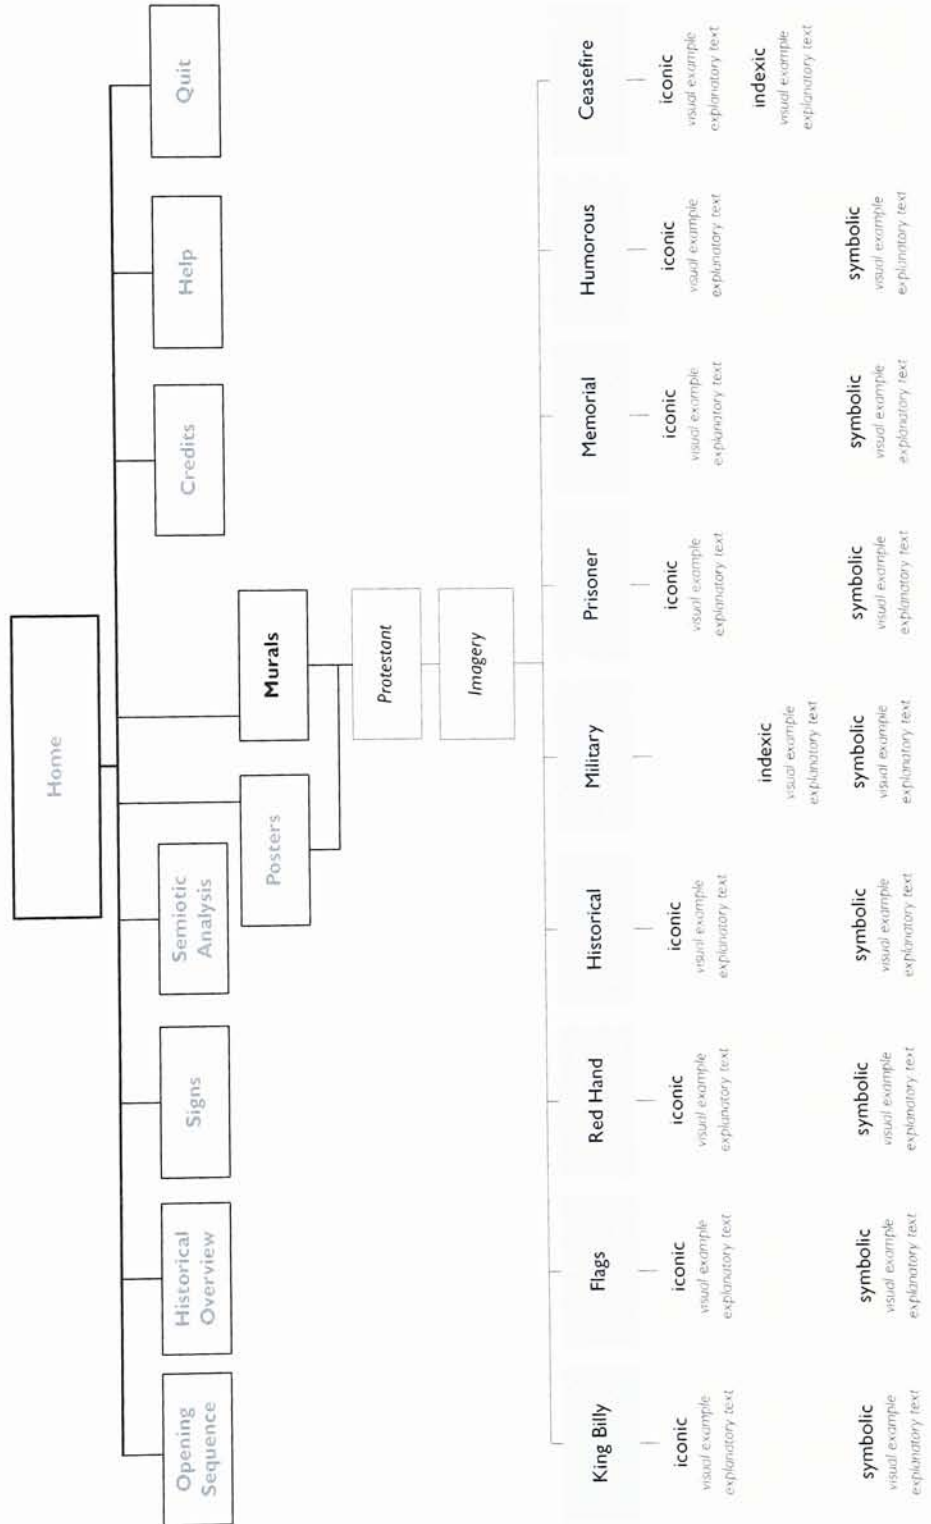 Home
Opening
Sequence
Historical
Overview
Signs
Semiotic
Analysis
Posters
Murals
Credits
Help
Quit
Protestant
Imagery
King Billy
Flags
Red Hand
Historical
Military
Prisoner
Memorial
Humorous
Ceasefire
iconic
visual example
explanatory text
iconic
visual example
explanatory text
iconic
visual example
explanatory text
iconic
visual example
explanatory text
iconic
visual example
explanatory text
iconic
visual example
explanatory text
iconic
visual example
explanatory text
iconic
visual example
explanatory text
indexic
visual example
explanatory text
indexic
visual example
explanatory text
symbolic
visual example
explanatory text
symbolic
visual example
explanatory text
symbolic
visual example
explanatory text
symbolic
visual example
explanatory text
symbolic
visual example
explanatory text
symbolic
visual example
explanatory text
symbolic
visual example
explanatory text
symbolic
visual example
explanatory text